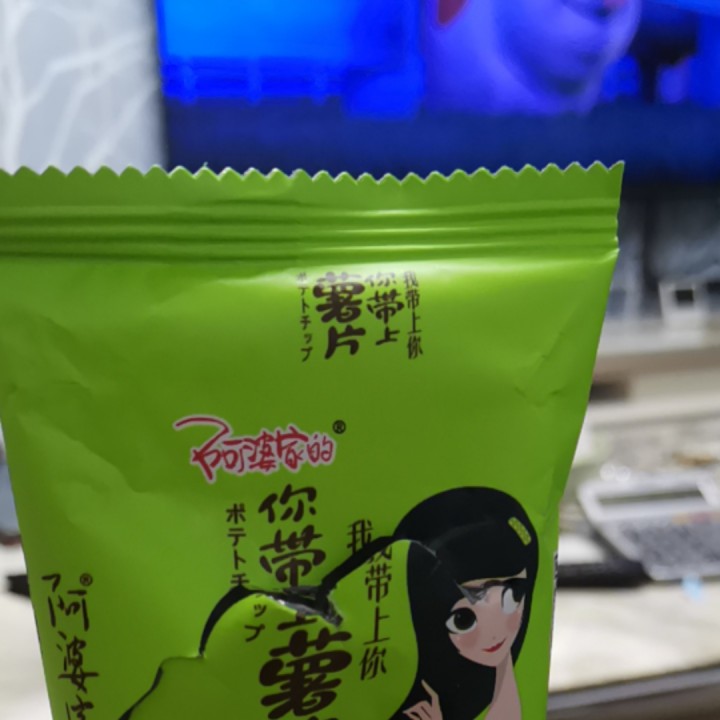 我带上你
你带上
薯片
ポテトチップ
阿婆家的®
我带上你
你带上薯
ポテトチップ
阿婆®